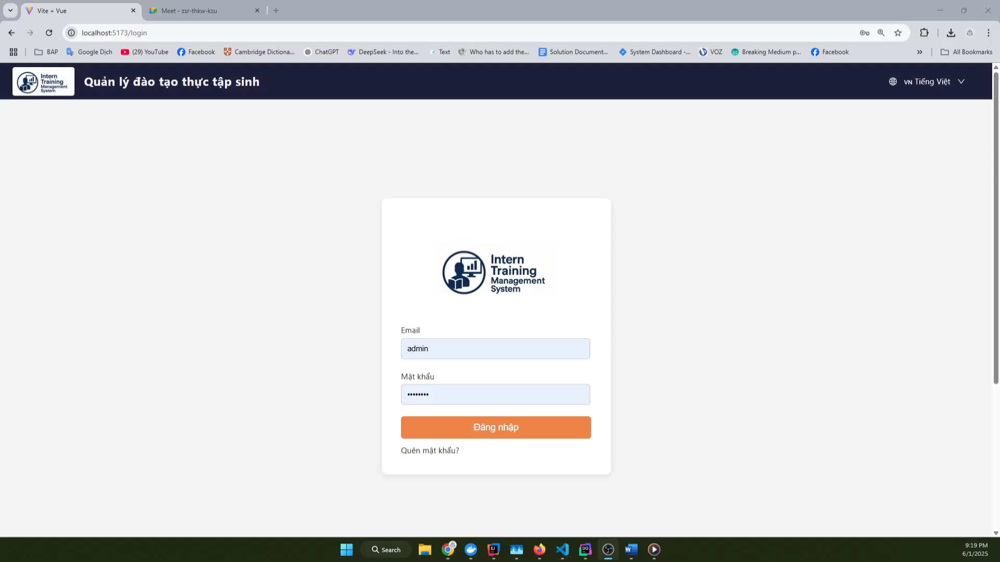 Vite + Vue
Meet - zsr-thkw-kzu
localhost:5173/login
BAP
Google Dịch
(29) YouTube
Facebook
Cambridge Dictiona...
ChatGPT
DeepSeek - Into the...
Text
Who has to add the...
Solution Document...
System Dashboard -...
VOZ
Breaking Medium p...
Facebook
All Bookmarks
Intern
Training
Management
System
Quản lý đào tạo thực tập sinh
VN Tiếng Việt
Intern
Training
Management
System
Email
admin
Mật khẩu
••••••••
Đăng nhập
Quên mật khẩu?
Search
9:19 PM
6/1/2025